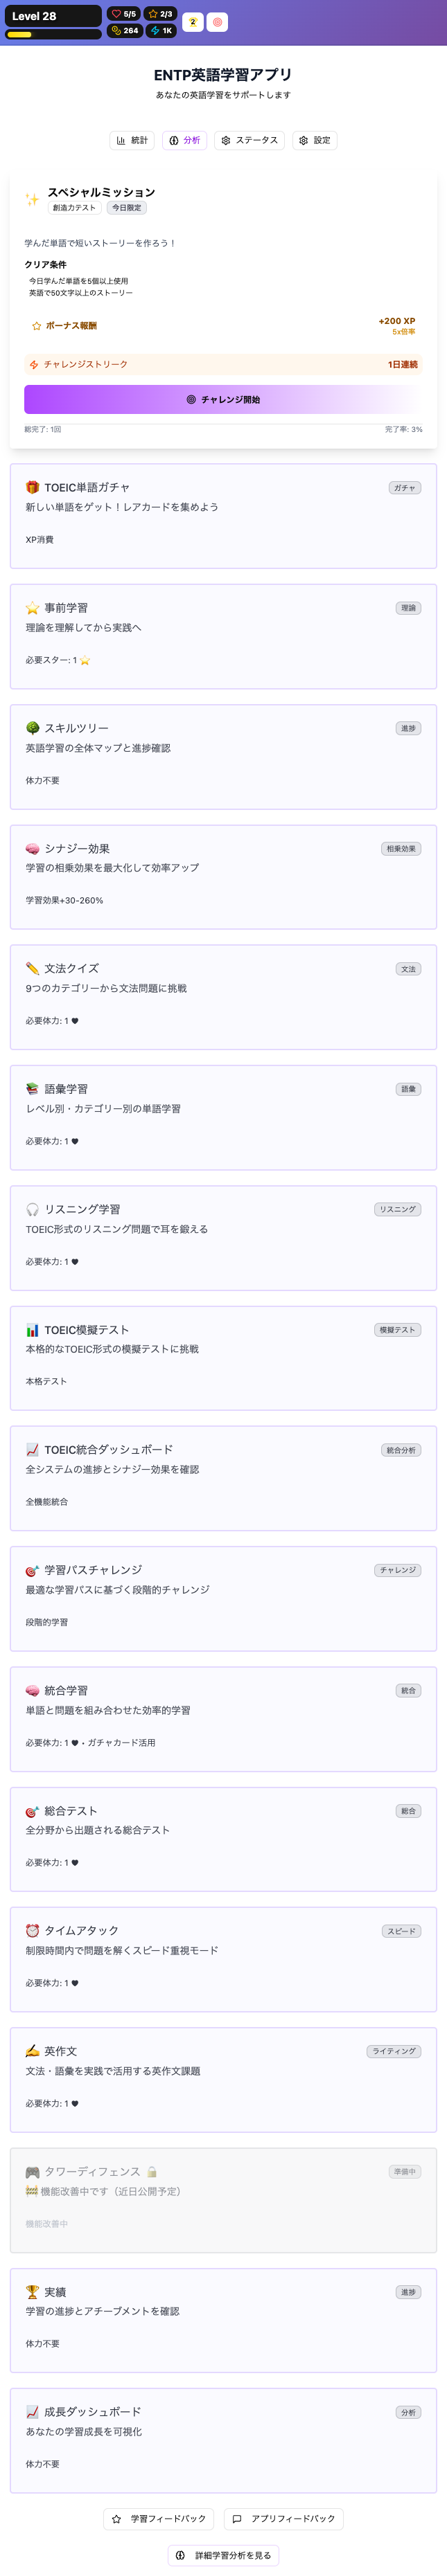 Level 28
5/5
2/3
264
1K
2
ENTP英語学習アプリ
あなたの英語学習をサポートします
統計
分析
ステータス
設定
スペシャルミッション
創造力テスト
今日限定
学んだ単語で短いストーリーを作ろう！
クリア条件
今日学んだ単語を5個以上使用
英語で50文字以上のストーリー
ボーナス報酬
+200 XP
5x倍率
チャレンジストリーク
1日連続
チャレンジ開始
総完了: 1回
完了率: 3%
TOEIC単語ガチャ
ガチャ
新しい単語をゲット！レアカードを集めよう
XP消費
事前学習
理論
理論を理解してから実践へ
必要スター: 1 ⭐
スキルツリー
進捗
英語学習の全体マップと進捗確認
体力不要
シナジー効果
相乗効果
学習の相乗効果を最大化して効率アップ
学習効果+30-260%
文法クイズ
文法
9つのカテゴリーから文法問題に挑戦
必要体力: 1 ♥
語彙学習
語彙
レベル別・カテゴリー別の単語学習
必要体力: 1 ♥
リスニング学習
リスニング
TOEIC形式のリスニング問題で耳を鍛える
必要体力: 1 ♥
TOEIC模擬テスト
模擬テスト
本格的なTOEIC形式の模擬テストに挑戦
本格テスト
TOEIC統合ダッシュボード
統合分析
全システムの進捗とシナジー効果を確認
全機能統合
学習パスチャレンジ
チャレンジ
最適な学習パスに基づく段階的チャレンジ
段階的学習
統合学習
統合
単語と問題を組み合わせた効率的学習
必要体力: 1 ♥ • ガチャカード活用
総合テスト
総合
全分野から出題される総合テスト
必要体力: 1 ♥
タイムアタック
スピード
制限時間内で問題を解くスピード重視モード
必要体力: 1 ♥
英作文
ライティング
文法・語彙を実践で活用する英作文課題
必要体力: 1 ♥
タワーディフェンス
準備中
機能改善中です（近日公開予定）
機能改善中
実績
進捗
学習の進捗とアチーブメントを確認
体力不要
成長ダッシュボード
分析
あなたの学習成長を可視化
体力不要
学習フィードバック
アプリフィードバック
詳細学習分析を見る